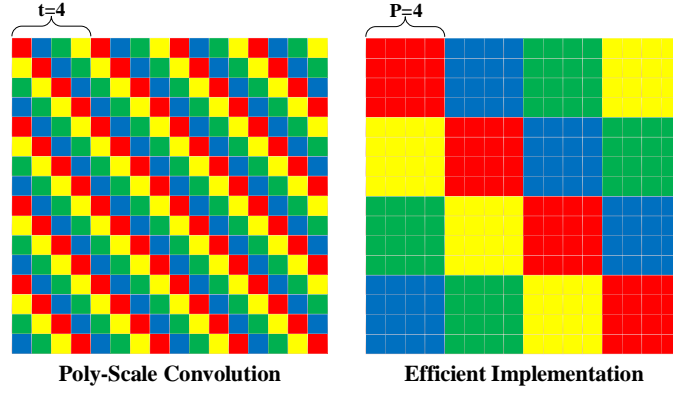 t=4
P=4
Poly-Scale Convolution
Efficient Implementation